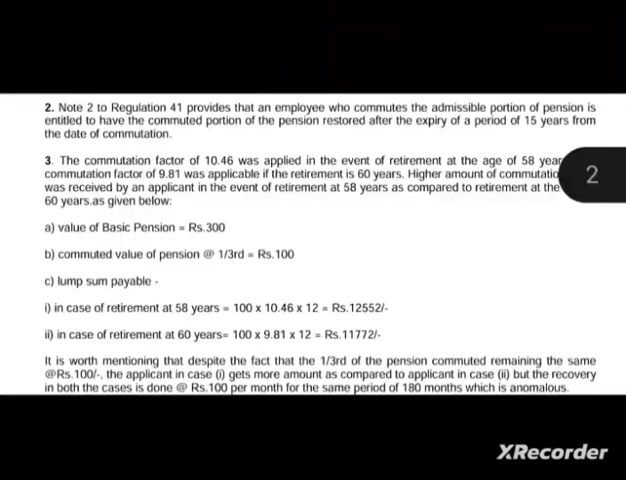 2. Note 2 to Regulation 41 provides that an employee who commutes the admissible portion of pension is
entitled to have the commuted portion of the pension restored after the expiry of a period of 15 years from
the date of commutation.
3. The commutation factor of 10.46 was applied in the event of retirement at the age of 58 year
commutation factor of 9.81 was applicable if the retirement is 60 years. Higher amount of commutatio
was received by an applicant in the event of retirement at 58 years as compared to retirement at the
60 years.as given below:
2
a) value of Basic Pension = Rs.300
b) commuted value of pension @ 1/3rd = Rs.100
c) lump sum payable -
i) in case of retirement at 58 years = 100 x 10.46 x 12 = Rs.12552/-
ii) in case of retirement at 60 years= 100 x 9.81 x 12 = Rs.11772/-
It is worth mentioning that despite the fact that the 1/3rd of the pension commuted remaining the same
@Rs.100/-, the applicant in case (i) gets more amount as compared to applicant in case (ii) but the recovery
in both the cases is done @ Rs.100 per month for the same period of 180 months which is anomalous.
XRecorder